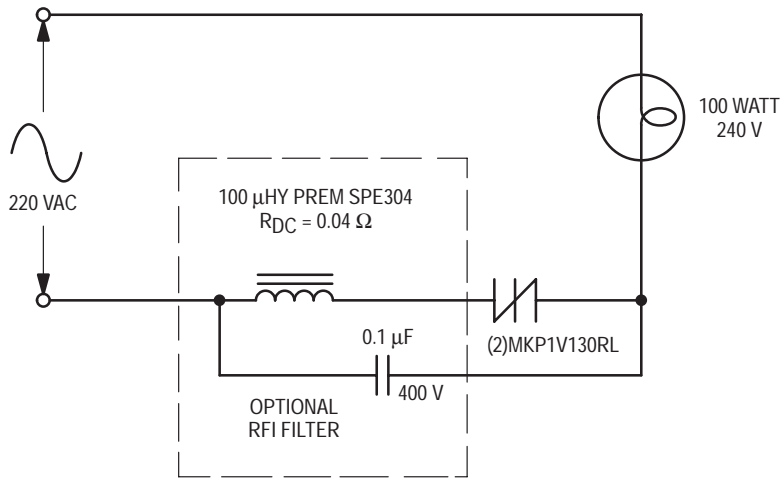 100 WATT
240 V
220 VAC
100 μHY PREM SPE304
RDC = 0.04 Ω
(2)MKP1V130RL
0.1 μF
400 V
OPTIONAL
RFI FILTER